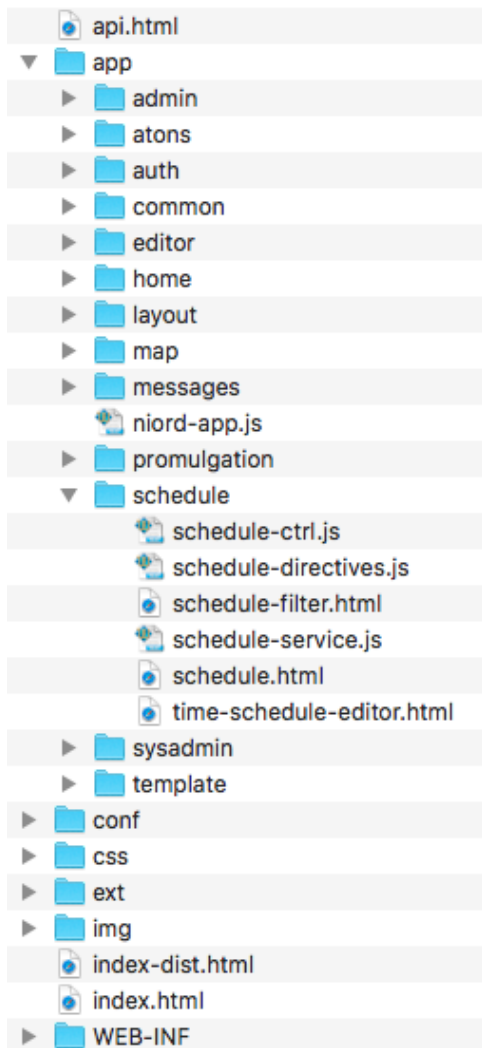 api.html
app
admin
atons
auth
common
editor
home
layout
map
messages
niord-app.js
promulgation
schedule
schedule-ctrl.js
schedule-directives.js
schedule-filter.html
schedule-service.js
schedule.html
time-schedule-editor.html
sysadmin
template
conf
css
ext
img
index-dist.html
index.html
WEB-INF